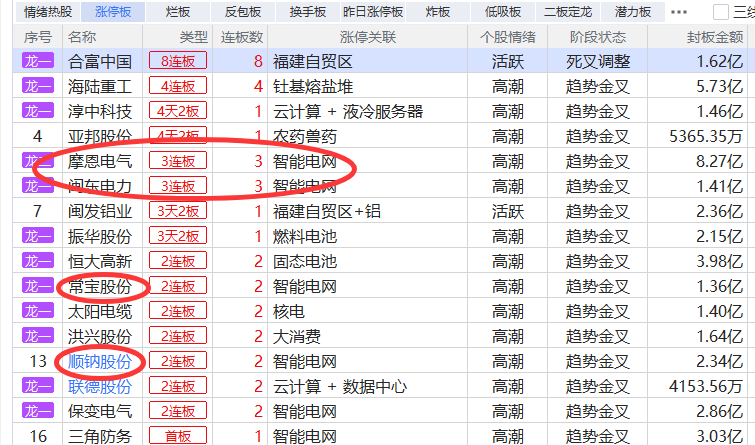 情绪热股 涨停板 烂板 反包板 换手板 昨日涨停板 炸板 低吸板 二板定龙 潜力板 ••• 三线
序号 名称 类型 连板数 涨停关联 个股情绪 阶段状态 封板金额
龙一 合富中国 8连板 8 福建自贸区 活跃 死叉调整 1.62亿
龙一 海陆重工 4连板 4 钍基熔盐堆 高潮 趋势金叉 5.73亿
龙一 淳中科技 4天2板 1 云计算 + 液冷服务器 高潮 趋势金叉 1.46亿
4 亚邦股份 4天2板 1 农药兽药 高潮 趋势金叉 5365.35万
龙一 摩恩电气 3连板 3 智能电网 高潮 趋势金叉 8.27亿
龙一 闽东电力 3连板 3 智能电网 高潮 趋势金叉 1.41亿
7 闽发铝业 3天2板 1 福建自贸区+铝 活跃 趋势金叉 2.36亿
龙一 振华股份 3天2板 1 燃料电池 高潮 趋势金叉 2.15亿
龙一 恒大高新 2连板 2 固态电池 高潮 趋势金叉 3.98亿
龙一 常宝股份 2连板 2 智能电网 高潮 趋势金叉 1.36亿
龙一 太阳电缆 2连板 2 核电 高潮 趋势金叉 1.40亿
龙一 洪兴股份 2连板 2 大消费 高潮 趋势金叉 1.64亿
13 顺钠股份 2连板 2 智能电网 高潮 趋势金叉 2.34亿
龙一 联德股份 2连板 2 云计算 + 数据中心 高潮 趋势金叉 4153.56万
龙一 保变电气 2连板 2 智能电网 高潮 趋势金叉 2.86亿
16 三角防务 首板 1 智能电网 高潮 趋势金叉 3.03亿